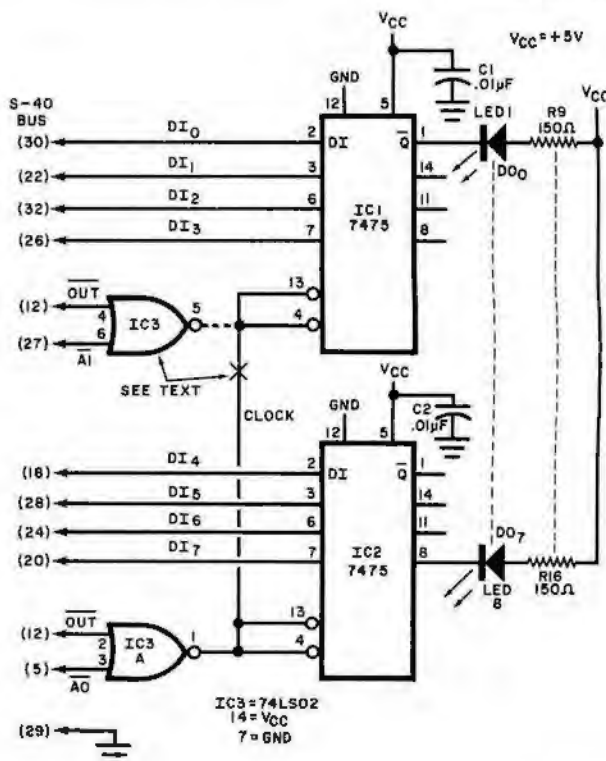 VCC
VCC = +5V
GND
C1
.01µF
VCC
S-40
BUS
12
5
LED1
R9
150Ω
(30)
DI0
2
DI
Q̅
1
(22)
DI1
3
14
DO0
(32)
DI2
6
IC1
7475
11
(26)
DI3
7
8
(12)
O̅U̅T̅
4
IC3
5
13
(27)
A̅1̅
6
4
SEE TEXT
VCC
CLOCK
GND
C2
.01µF
12
5
(18)
DI4
2
DI
Q̅
1
(28)
DI5
3
14
(24)
DI6
6
11
DO7
(20)
DI7
7
IC2
7475
8
LED
8
R16
150Ω
(12)
O̅U̅T̅
2
IC3
A
1
13
(5)
A̅0̅
3
4
IC3=74LS02
14=VCC
7=GND
(29)